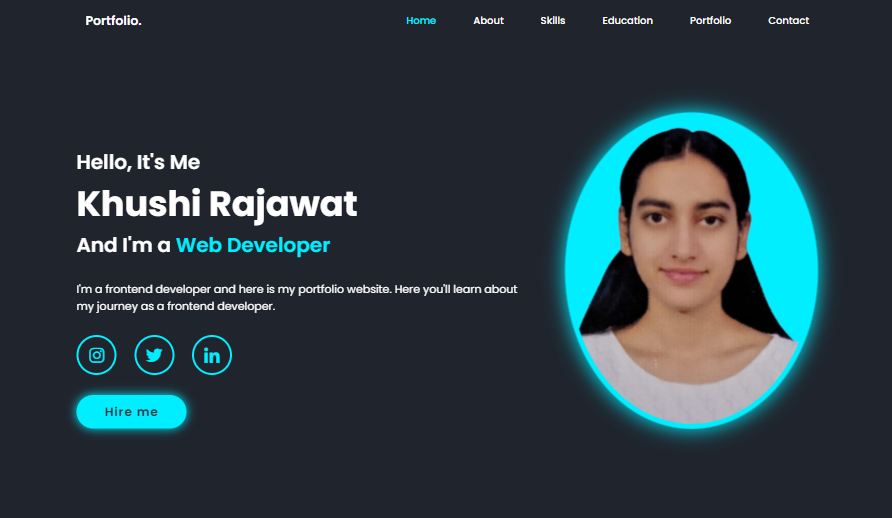 Portfolio.
Home About Skills Education Portfolio Contact
Hello, It's Me
Khushi Rajawat
And I'm a Web Developer
I'm a frontend developer and here is my portfolio website. Here you'll learn about
my journey as a frontend developer.
in
Hire me